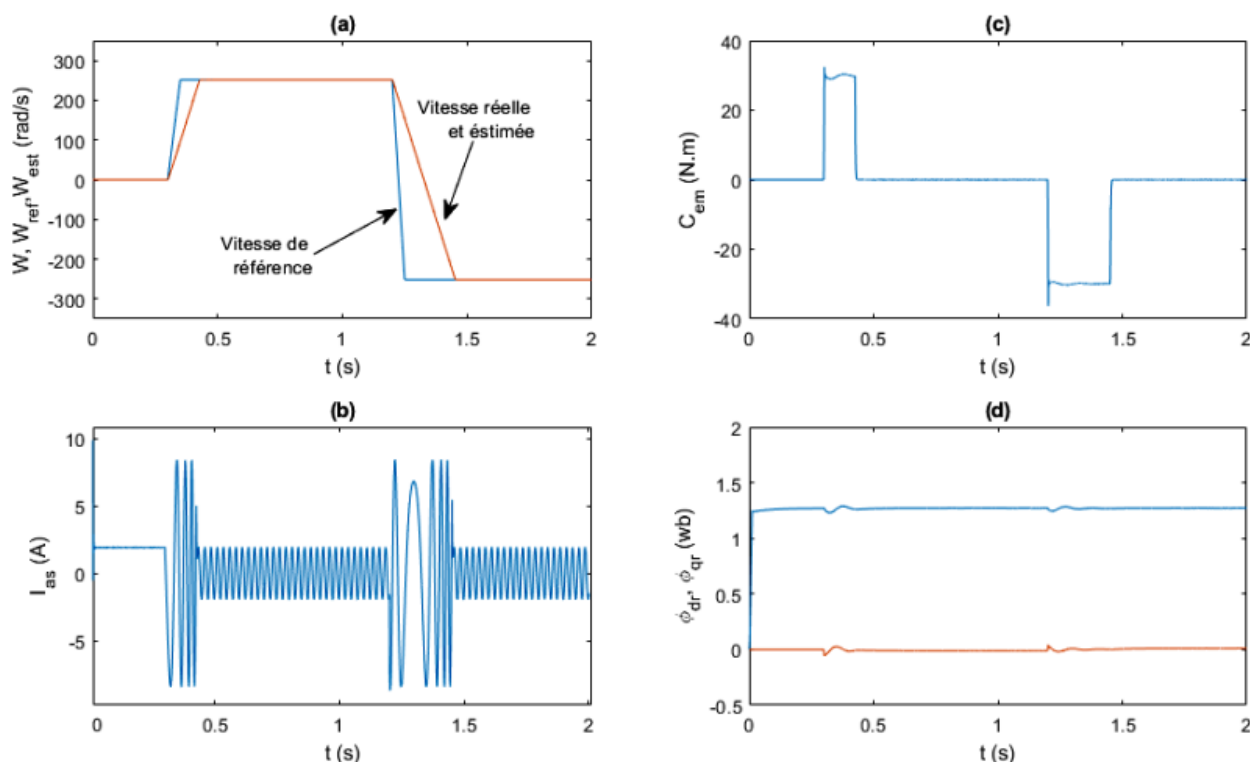 (a)
300
200
100
0
-100
-200
-300
W, W_ref,W_est (rad/s)
Vitesse réelle
et éstimée
Vitesse de
référence
0 0.5 1 1.5 2
t (s)
(c)
40
20
0
-20
-40
C_em (N.m)
0 0.5 1 1.5 2
t (s)
(b)
10
5
0
-5
I_as (A)
0 0.5 1 1.5 2
t (s)
(d)
2
1.5
1
0.5
0
-0.5
ϕ_dr, ϕ_qr (wb)
0 0.5 1 1.5 2
t (s)